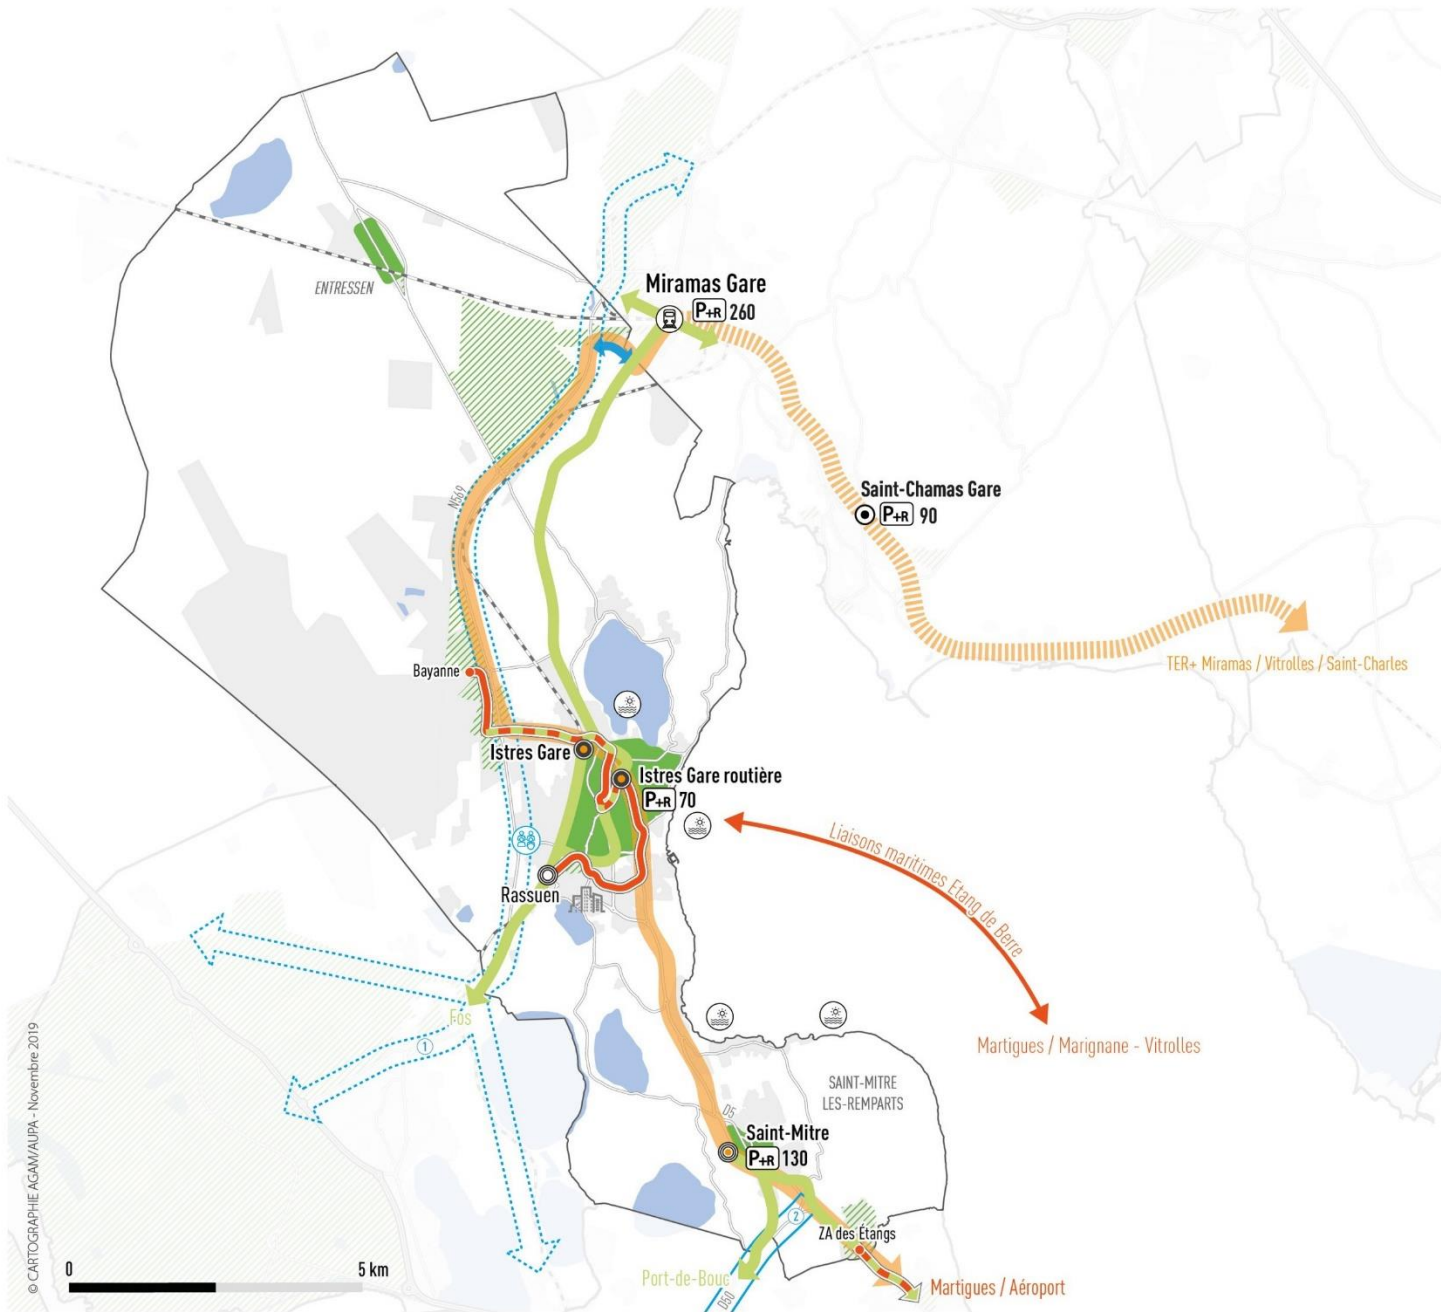 ENTRESSEN
Miramas Gare
P+R 260
N569
Saint-Chamas Gare
P+R 90
TER+ Miramas / Vitrolles / Saint-Charles
Bayanne
Istres Gare
Istres Gare routière
P+R 70
Liaisons maritimes Etang de Berre
Rassuen
Fos
1
Martigues / Marignane - Vitrolles
SAINT-MITRE
LES-REMPARTS
D5
Saint-Mitre
P+R 130
2
ZA des Étangs
Port-de-Bouc
D50
Martigues / Aéroport
0
5 km
© CARTOGRAPHIE AGAM/AUPA - Novembre 2019